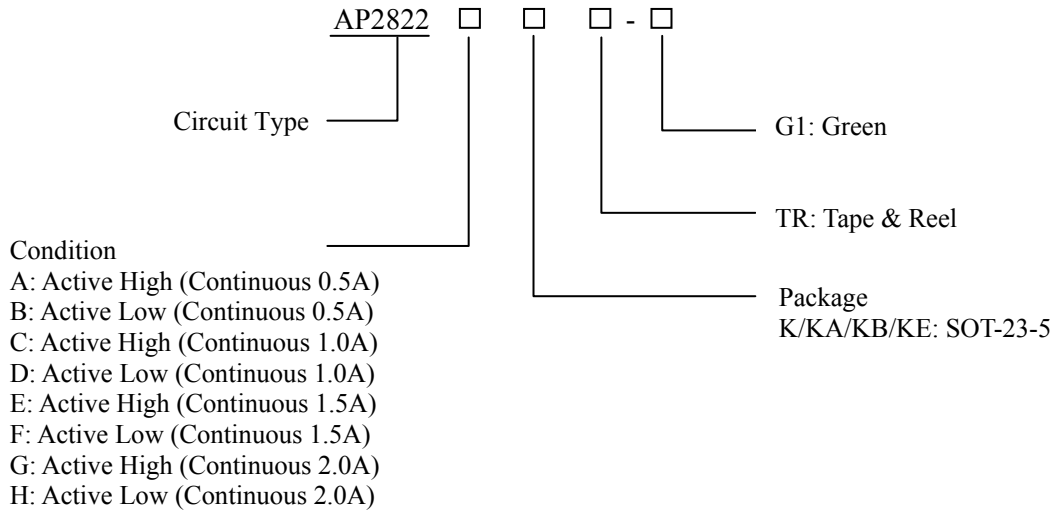 AP2822 □ □ □ - □
Circuit Type
G1: Green
TR: Tape & Reel
Package
K/KA/KB/KE: SOT-23-5
Condition
A: Active High (Continuous 0.5A)
B: Active Low (Continuous 0.5A)
C: Active High (Continuous 1.0A)
D: Active Low (Continuous 1.0A)
E: Active High (Continuous 1.5A)
F: Active Low (Continuous 1.5A)
G: Active High (Continuous 2.0A)
H: Active Low (Continuous 2.0A)